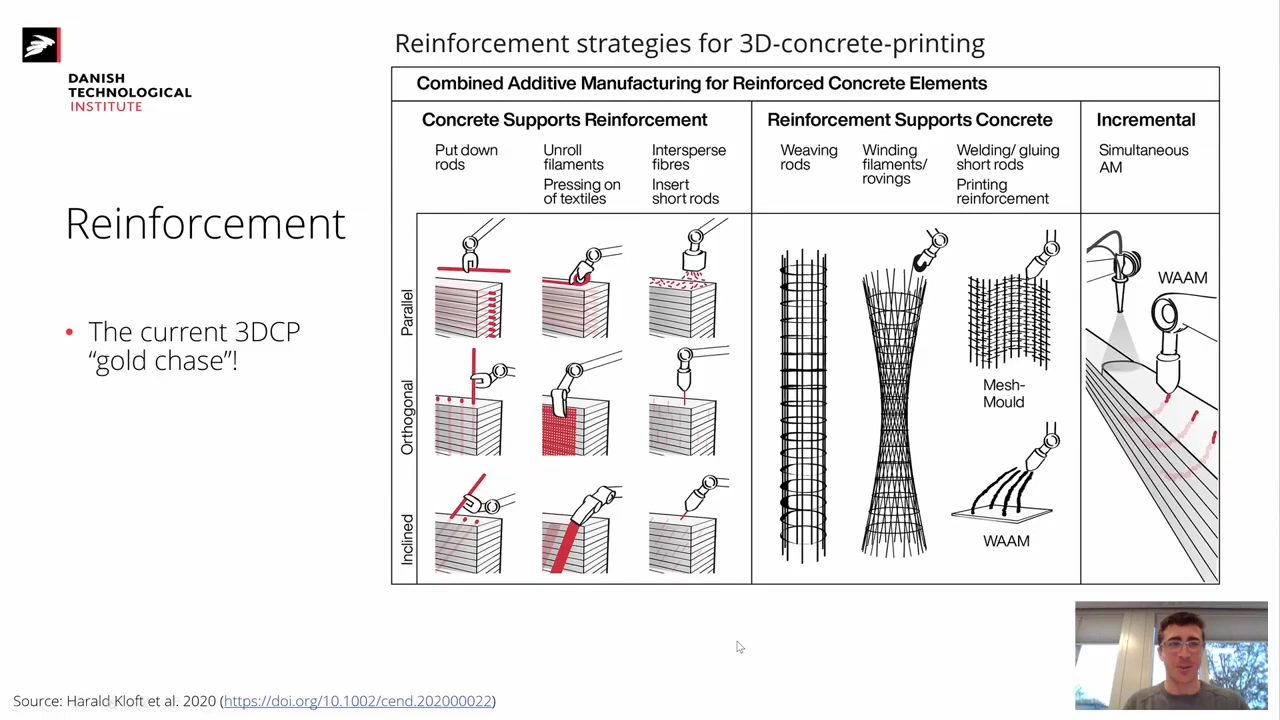 DANISH
TECHNOLOGICAL
INSTITUTE
Reinforcement strategies for 3D-concrete-printing
Reinforcement
• The current 3DCP
“gold chase”!
Combined Additive Manufacturing for Reinforced Concrete Elements
Concrete Supports Reinforcement
Put down
rods
Unroll
filaments
Pressing on
of textiles
Intersperse
fibres
Insert
short rods
Reinforcement Supports Concrete
Weaving
rods
Winding
filaments/
rovings
Welding/ gluing
short rods
Printing
reinforcement
Incremental
Simultaneous
AM
Parallel
Orthogonal
Inclined
Mesh-
Mould
WAAM
WAAM
Source: Harald Kloft et al. 2020 (https://doi.org/10.1002/cend.202000022)